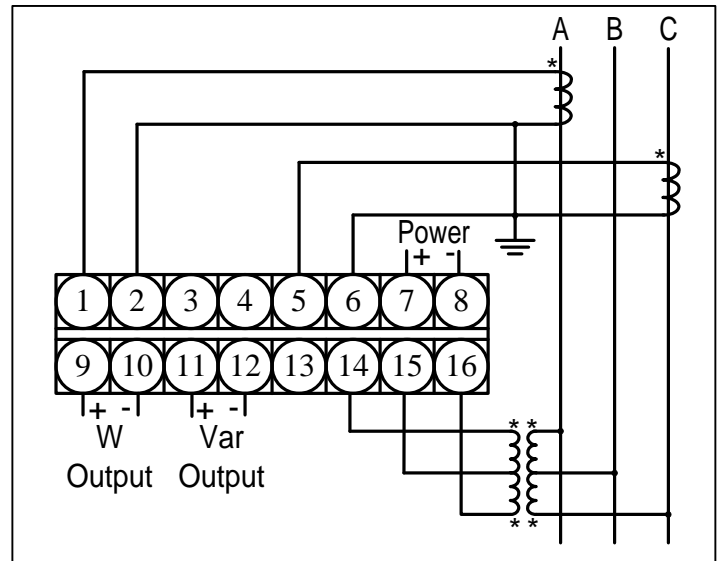 A B C
*
*
Power
+ -
1 2 3 4 5 6 7 8
9 10 11 12 13 14 15 16
+ - + -
W Var
Output Output
* *
* *